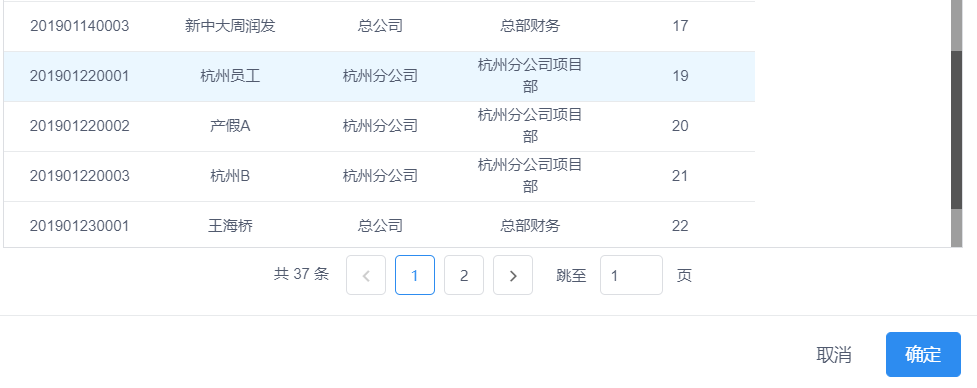 201901140003 新中大周润发 总公司 总部财务 17
201901220001 杭州员工 杭州分公司 杭州分公司项目部 19
201901220002 产假A 杭州分公司 杭州分公司项目部 20
201901220003 杭州B 杭州分公司 杭州分公司项目部 21
201901230001 王海桥 总公司 总部财务 22
共 37 条 1 2 跳至 1 页
取消 确定